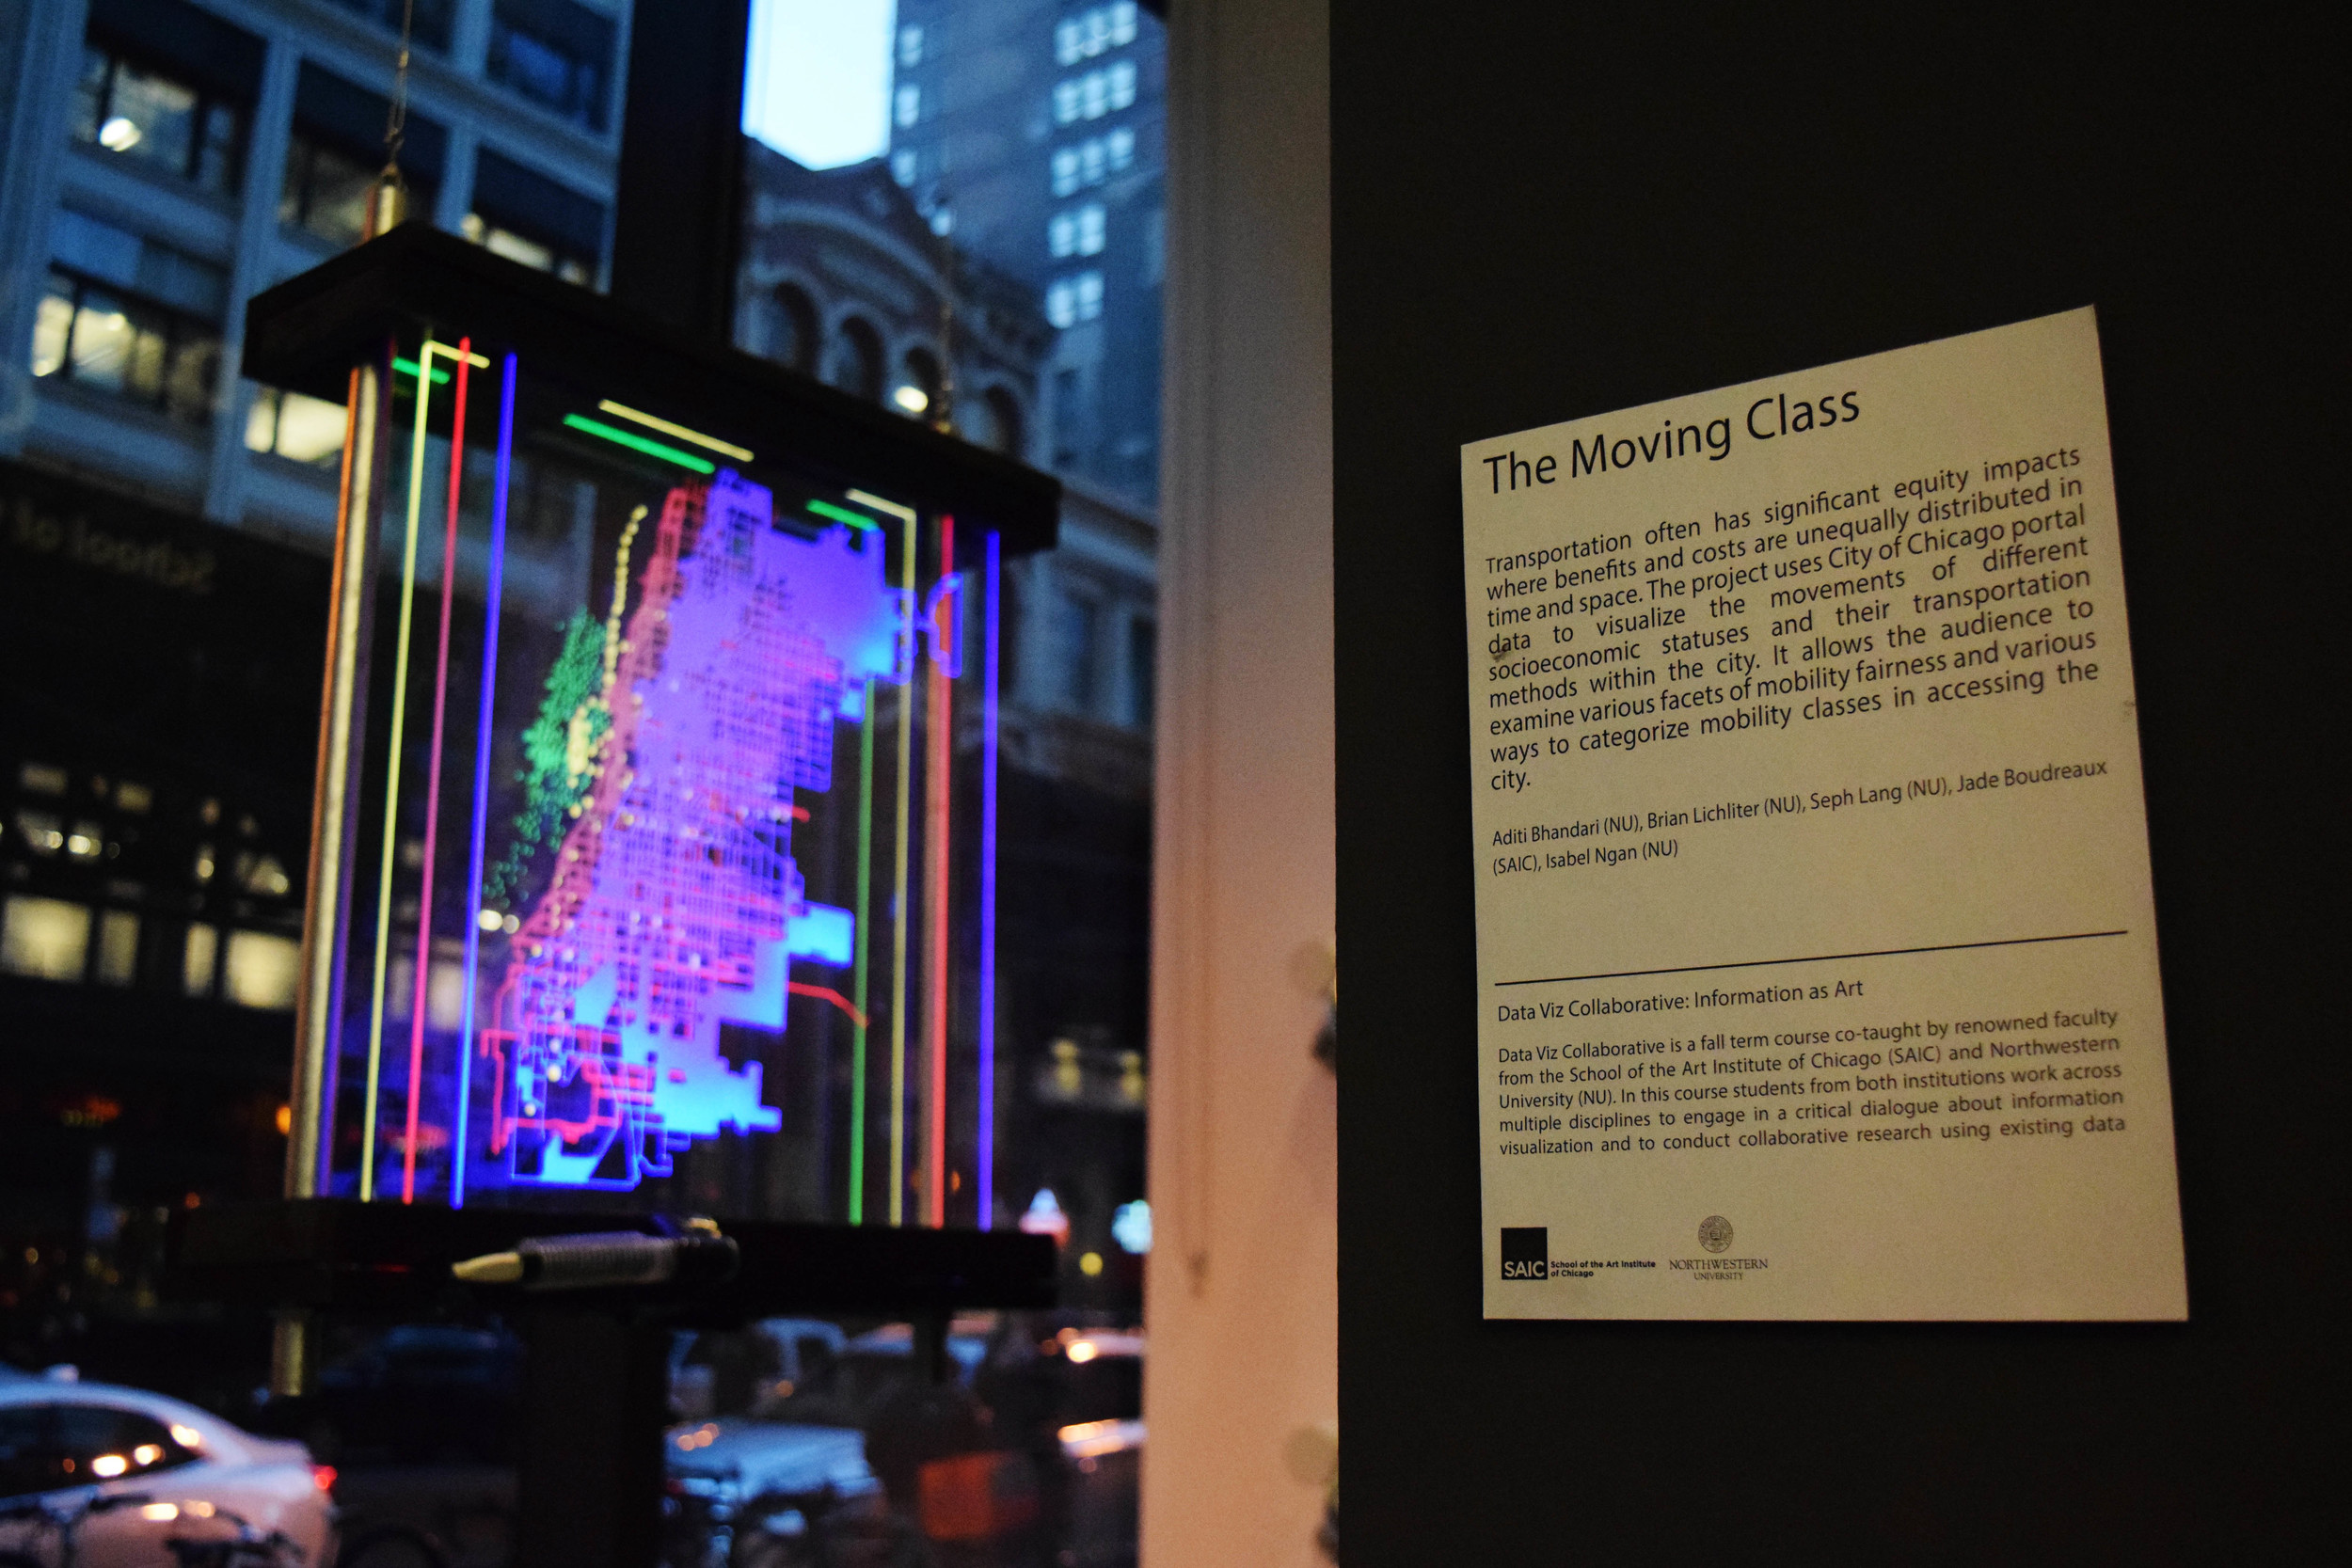 The Moving Class
Transportation often has significant equity impacts
where benefits and costs are unequally distributed in
time and space. The project uses City of Chicago portal
data to visualize the movements of different
socioeconomic statuses and their transportation
methods within the city. It allows the audience to
examine various facets of mobility fairness and various
ways to categorize mobility classes in accessing the
city.
Aditi Bhandari (NU), Brian Lichliter (NU), Seph Lang (NU), Jade Boudreaux
(SAIC), Isabel Ngan (NU)
Data Viz Collaborative: Information as Art
Data Viz Collaborative is a fall term course co-taught by renowned faculty
from the School of the Art Institute of Chicago (SAIC) and Northwestern
University (NU). In this course students from both institutions work across
multiple disciplines to engage in a critical dialogue about information
visualization and to conduct collaborative research using existing data
SAIC
School of the Art Institute
of Chicago
NORTHWESTERN
UNIVERSITY
School of